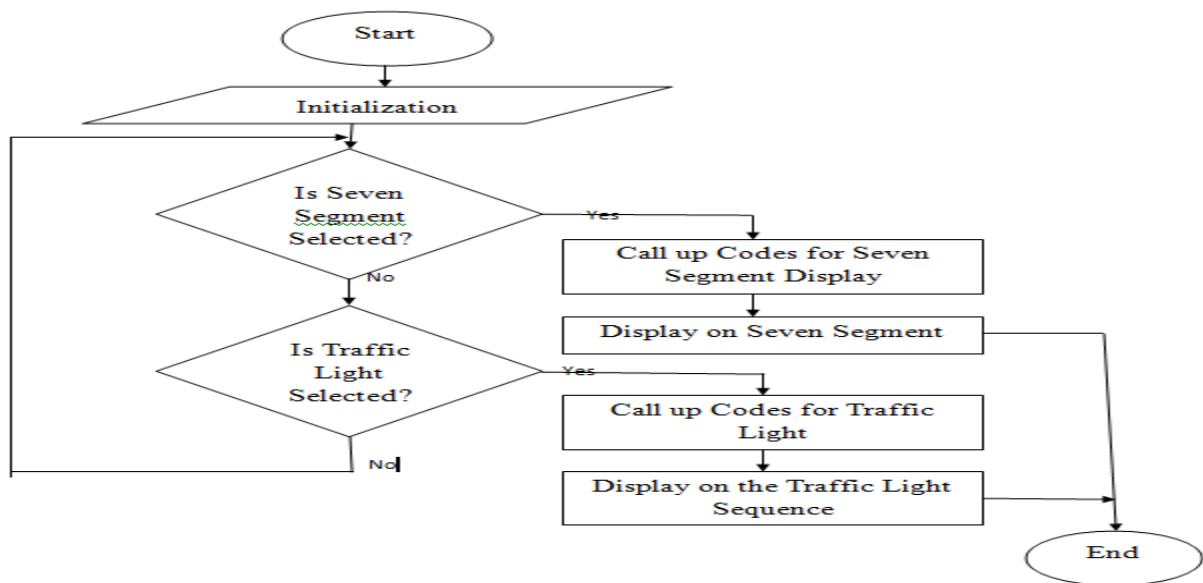 Start
Initialization
Is Seven
Segment
Selected?
Yes
Call up Codes for Seven
Segment Display
No
Display on Seven Segment
Is Traffic
Light
Selected?
Yes
Call up Codes for Traffic
Light
No
Display on the Traffic Light
Sequence
End